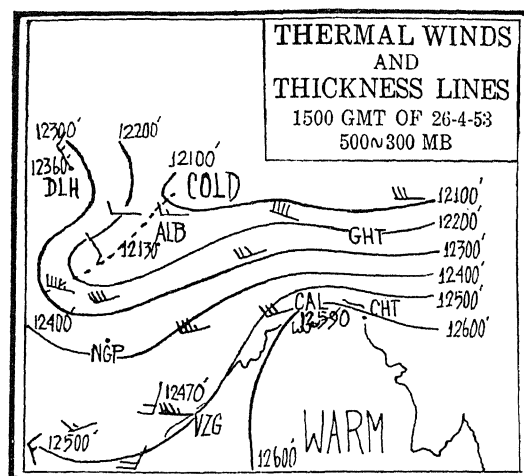 THERMAL WINDS
AND
THICKNESS LINES
1500 GMT OF 26-4-53
500~300 MB
12300'
12200'
12360'
DLH
12100'
COLD
12100'
ALB
12200'
GHT
12130'
12300'
12400'
12500'
CAL
CHT
12400'
12590
12600'
NGP
12470'
VZG
WARM
12500'
12600'